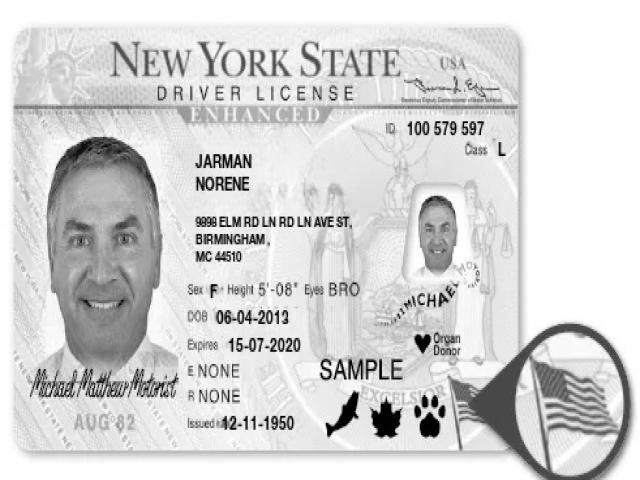 NEW YORK STATE
USA
DRIVER LICENSE
ENHANCED
ID 100 579 597
Class L
JARMAN
NORENE
9898 ELM RD LN RD LN AVE ST,
BIRMINGHAM ,
MC 44510
Sex F Height 5'-08" Eyes BRO
DOB 06-04-2013
Expires 15-07-2020
E NONE
R NONE
Issued 12-11-1950
MICHAEL MO
Organ
Donor
SAMPLE
EXCELSIOR
Michael Matthew Motorist
AUG 82